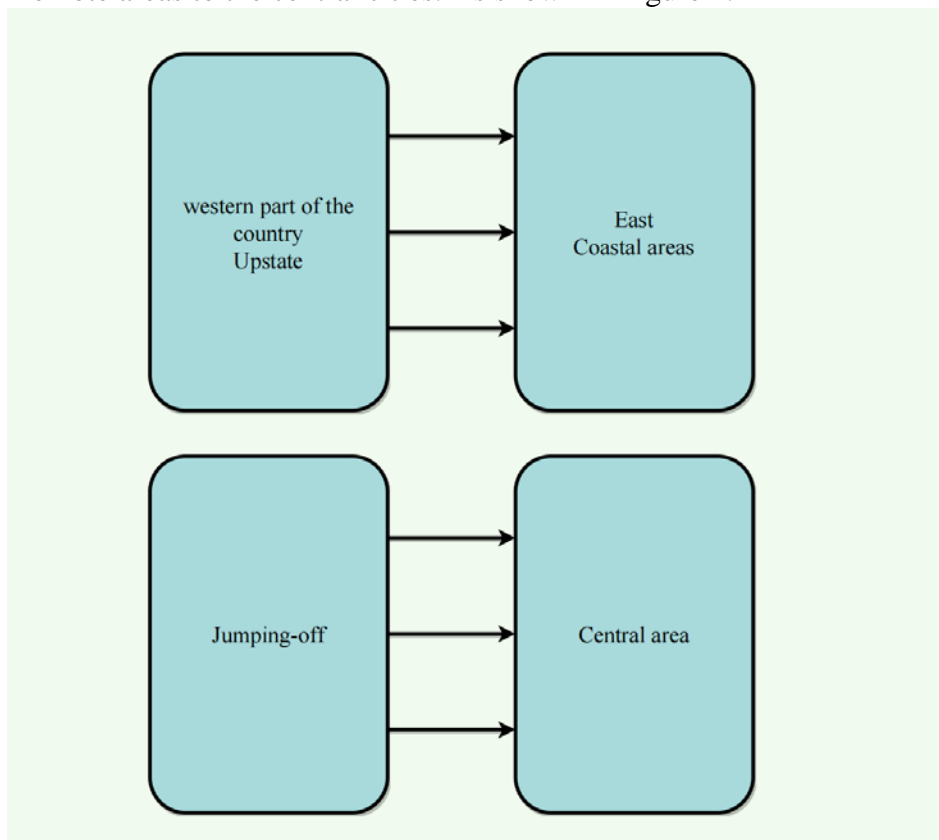 western part of the
country
Upstate
East
Coastal areas
Jumping-off
Central area